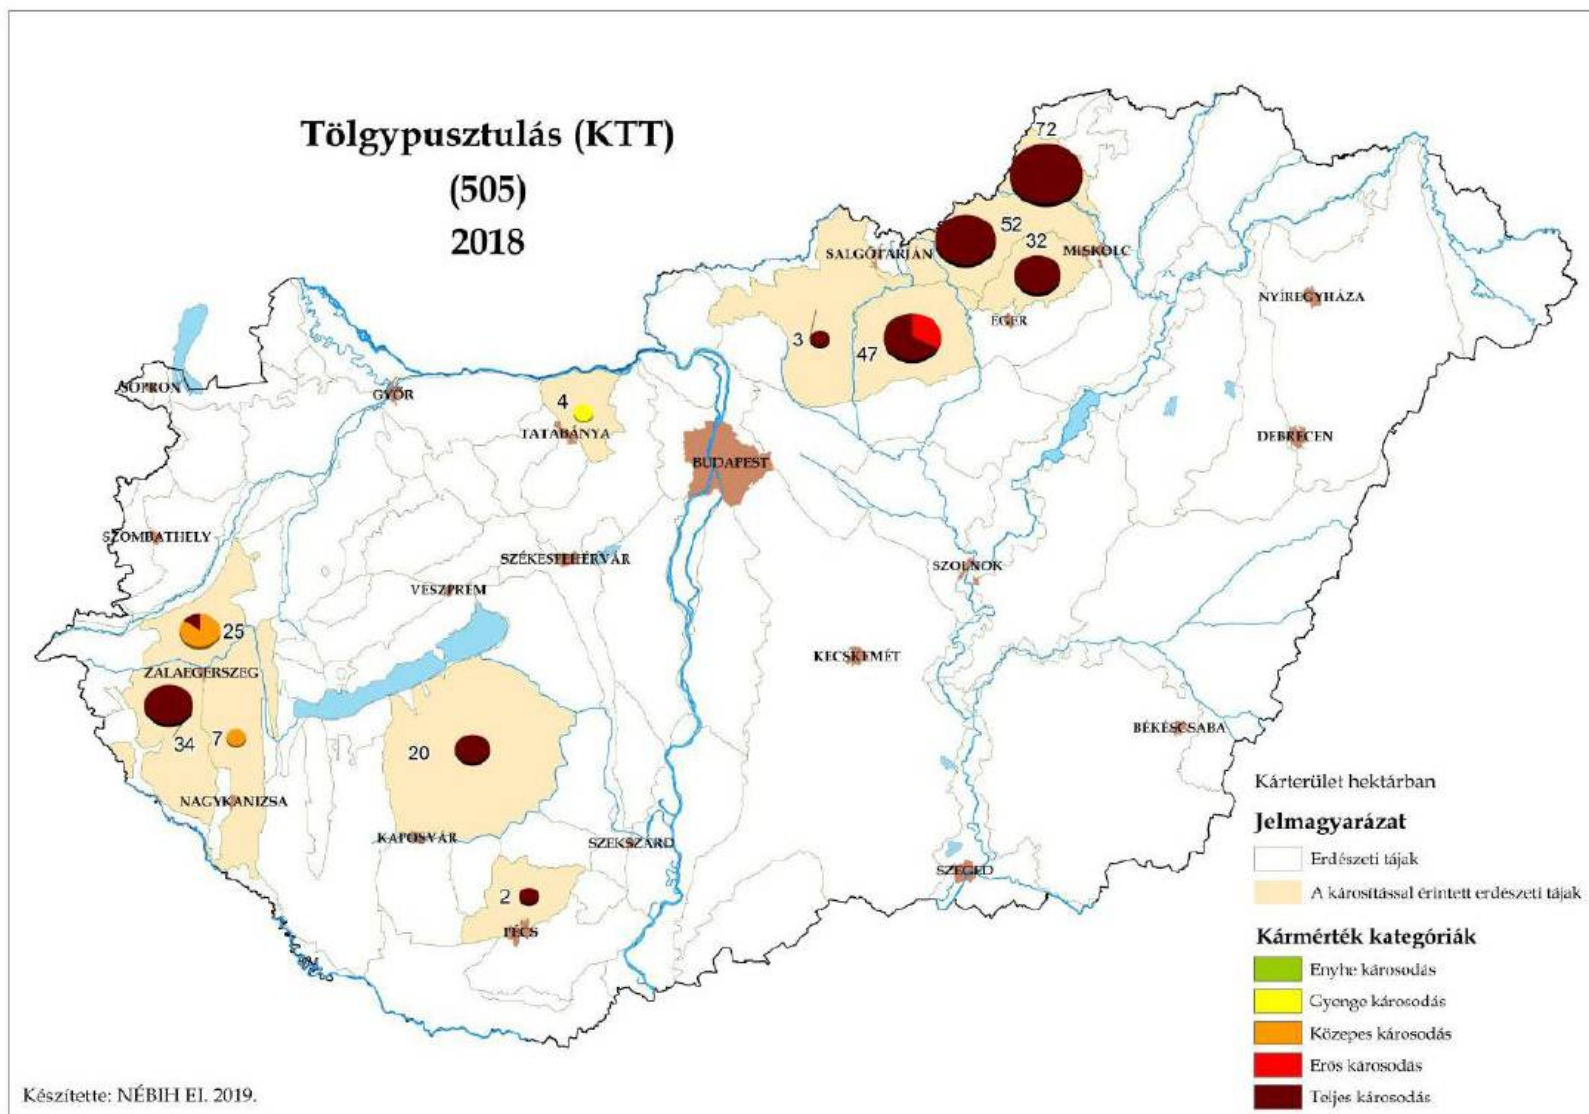 Tölgypusztulás (KTT)
(505)
2018
72
52
32
SALGÓTARJÁN
MISKOLC
NYÍREGYHÁZA
EGER
3
47
SOPRON
GYŐR
4
TATABÁNYA
DEBRECEN
BUDAPEST
SZOMBATHELY
SZÉKESFEHÉRVÁR
SZOLNOK
VESZPRÉM
25
KECSKEMÉT
ZALAEGERSZEG
34
7
20
BÉKÉSCSABA
NAGYKANIZSA
KAPOSVÁR
SZEKSZÁRD
SZEGED
2
PÉCS
Kárterület hektárban
Jelmagyarázat
Erdészeti tájak
A károsítással érintett erdészeti tájak
Kármérték kategóriák
Enyhe károsodás
Gyenge károsodás
Közepes károsodás
Erős károsodás
Teljes károsodás
Készítette: NÉBIH EI. 2019.